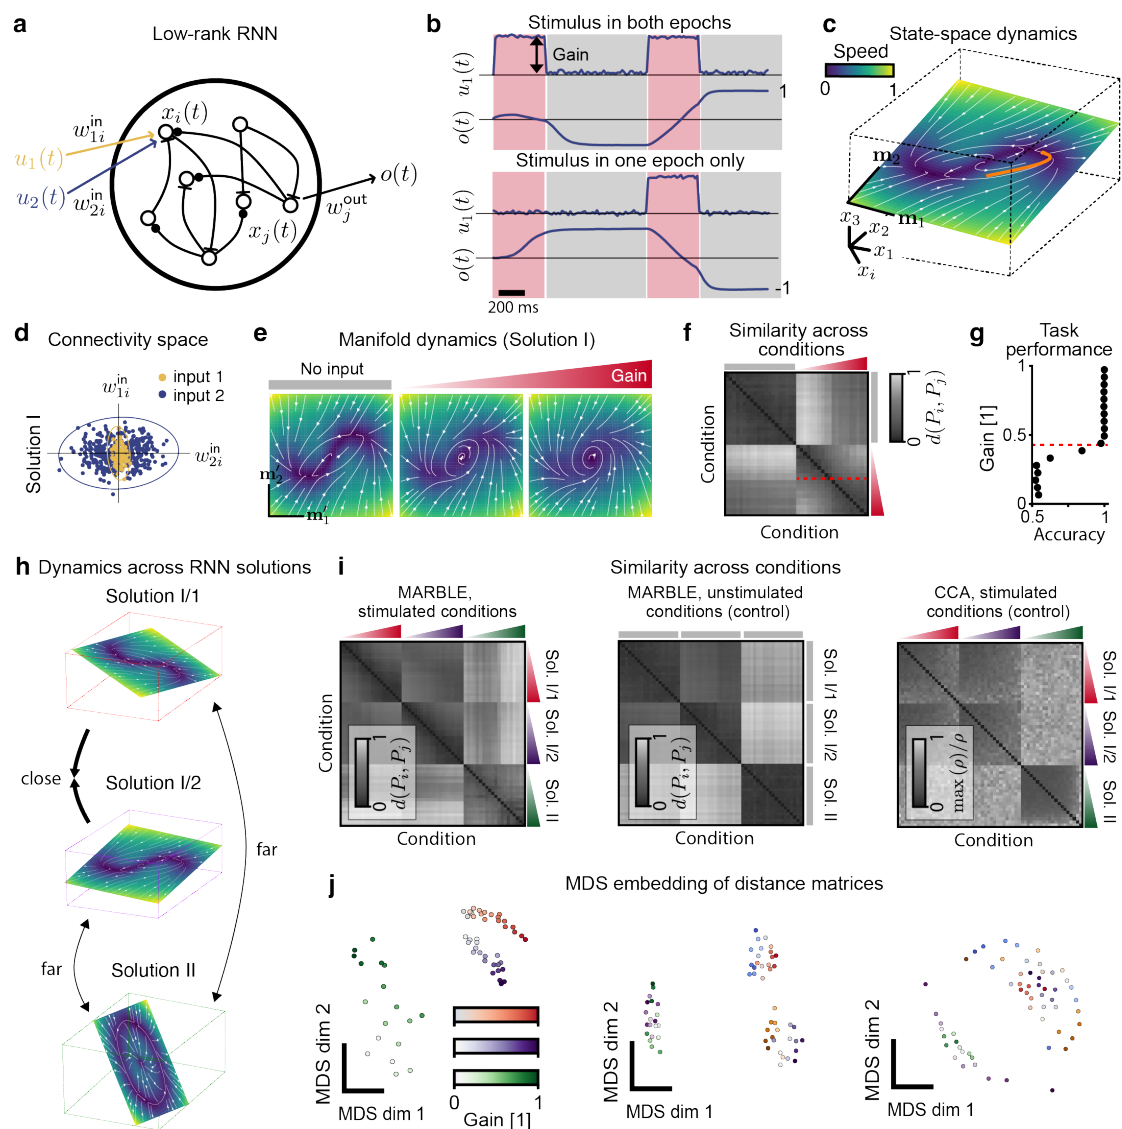 a
Low-rank RNN
x_i(t)
w^in_1i
u_1(t)
u_2(t)
w^in_2i
o(t)
w^out_j
x_j(t)
b
Stimulus in both epochs
Gain
u_1(t)
o(t)
1
Stimulus in one epoch only
u_1(t)
o(t)
-1
200 ms
c
State-space dynamics
Speed
0 1
m_2
m_1
x_3
x_2
x_1
x_i
d
Connectivity space
input 1
input 2
w^in_1i
w^in_2i
Solution I
e
Manifold dynamics (Solution I)
No input
Gain
m'_2
m'_1
f
Similarity across
conditions
Condition
Condition
0 1
d(P_i, P_j)
g
Task
performance
Gain [1]
1
0.5
0
0.5 1
Accuracy
h Dynamics across RNN solutions
Solution I/1
close
Solution I/2
far
far
Solution II
i
Similarity across conditions
MARBLE,
stimulated conditions
Condition
0 1
d(P_i, P_j)
Sol. I/1
Sol. I/2
Sol. II
Condition
MARBLE, unstimulated
conditions (control)
0 1
d(P_i, P_j)
Sol. I/1
Sol. I/2
Sol. II
Condition
CCA, stimulated
conditions (control)
0 1
max (ρ)/ρ
Sol. I/1
Sol. I/2
Sol. II
Condition
j
MDS embedding of distance matrices
MDS dim 2
MDS dim 1
0 1
Gain [1]
MDS dim 2
MDS dim 1
MDS dim 2
MDS dim 1